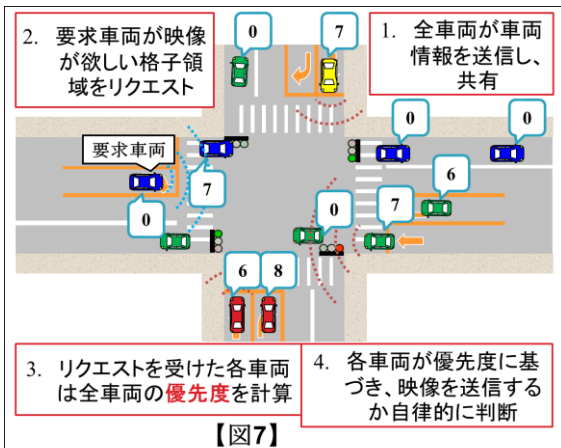 2. 要求車両が映像
が欲しい格子領
域をリクエスト
1. 全車両が車両
情報を送信し、
共有
0
7
0
0
要求車両
7
6
0
0
7
6
8
3. リクエストを受けた各車両
は全車両の優先度を計算
4. 各車両が優先度に基
づき、映像を送信する
か自律的に判断
【図7】